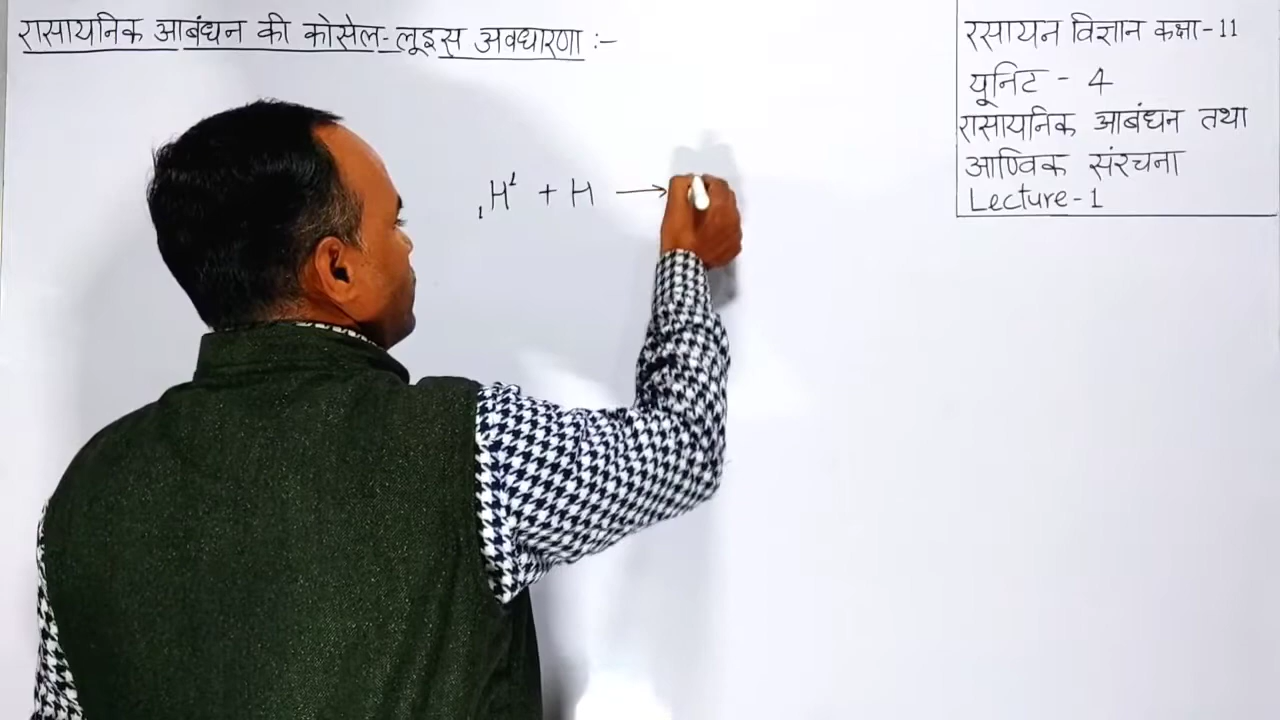 रासायनिक आबंधन की कोसेल-लूइस अवधारणा :-
रसायन विज्ञान कक्षा-11
यूनिट - 4
रासायनिक आबंधन तथा
आण्विक संरचना
Lecture-1
₁H¹ + H ⟶